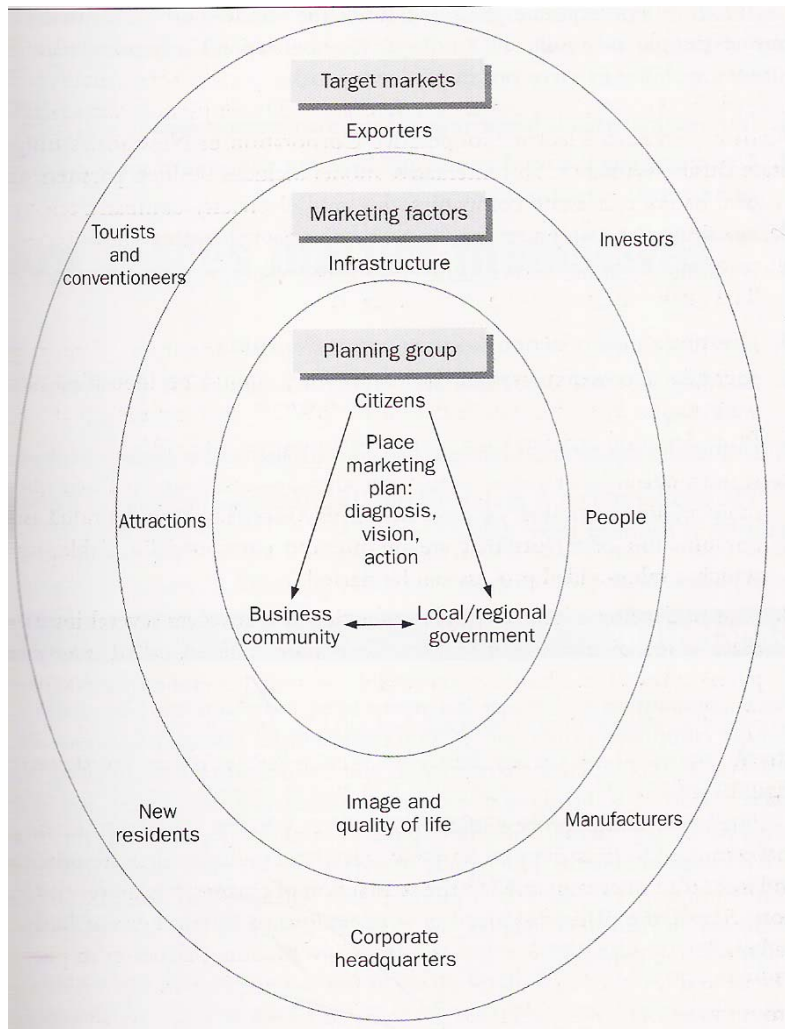 Target markets
Exporters
Marketing factors
Tourists
and
conventioneers
Investors
Infrastructure
Planning group
Citizens
Place
marketing
plan:
diagnosis,
vision,
action
Attractions
People
Business
community
Local/regional
government
New
residents
Image and
quality of life
Manufacturers
Corporate
headquarters